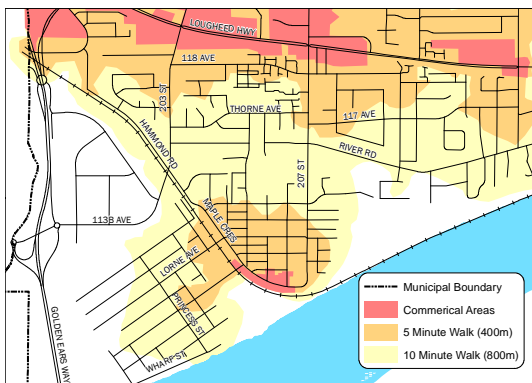 LOUGHEED HWY
118 AVE
203 ST
THORNE AVE
117 AVE
HAMMOND RD
RIVER RD
207 ST
MAPLE CRES
113B AVE
LORNE AVE
PRINCESS ST
GOLDEN EARS WAY
WHARF ST
Municipal Boundary
Commerical Areas
5 Minute Walk (400m)
10 Minute Walk (800m)